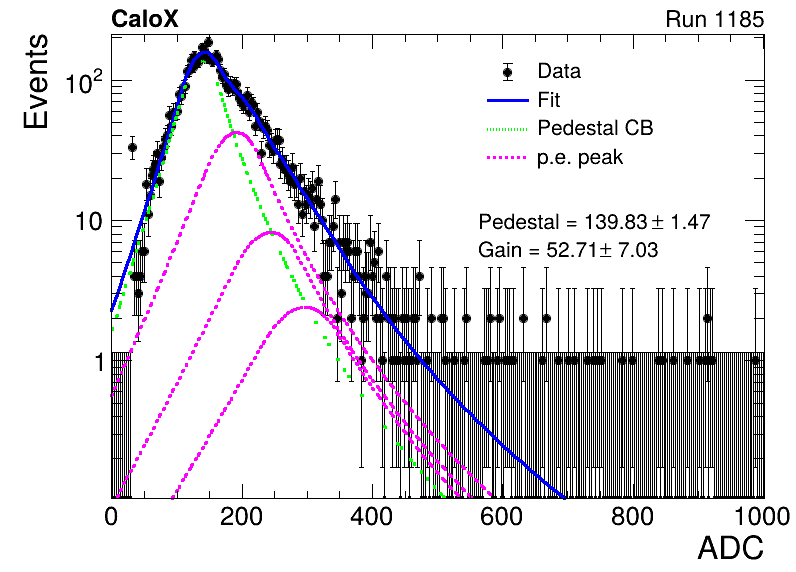 CaloX
Run 1185
Events
10²
10
1
Data
Fit
Pedestal CB
p.e. peak
Pedestal = 139.83 ± 1.47
Gain = 52.71 ± 7.03
0 200 400 600 800 1000
ADC